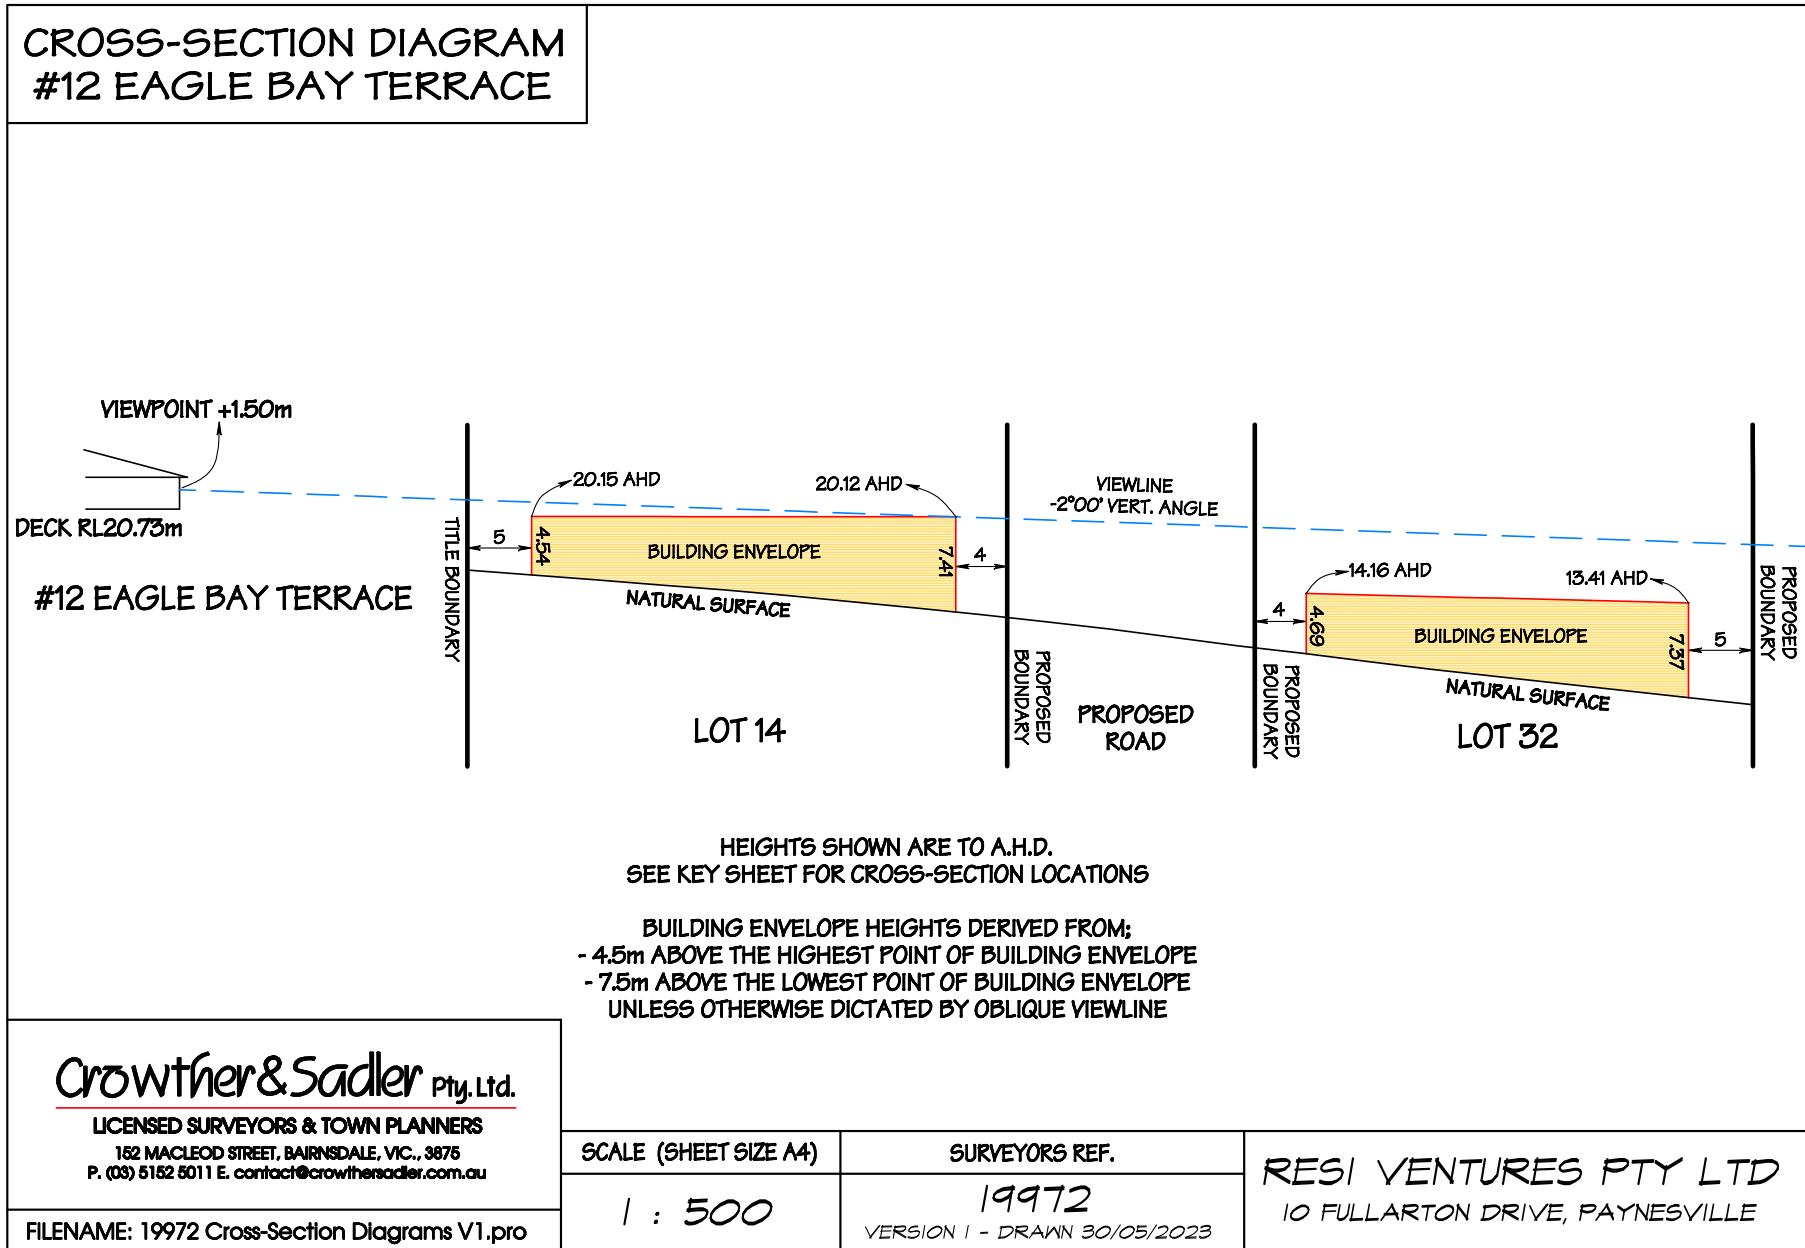 CROSS-SECTION DIAGRAM
#12 EAGLE BAY TERRACE
VIEWPOINT +1.50m
DECK RL20.73m
#12 EAGLE BAY TERRACE
TITLE BOUNDARY
5
4.54
20.15 AHD
BUILDING ENVELOPE
20.12 AHD
7.41
4
NATURAL SURFACE
LOT 14
PROPOSED
BOUNDARY
VIEWLINE
-2°00' VERT. ANGLE
PROPOSED
ROAD
PROPOSED
BOUNDARY
4
4.69
14.16 AHD
BUILDING ENVELOPE
13.41 AHD
7.37
5
NATURAL SURFACE
LOT 32
PROPOSED
BOUNDARY
HEIGHTS SHOWN ARE TO A.H.D.
SEE KEY SHEET FOR CROSS-SECTION LOCATIONS
BUILDING ENVELOPE HEIGHTS DERIVED FROM;
- 4.5m ABOVE THE HIGHEST POINT OF BUILDING ENVELOPE
- 7.5m ABOVE THE LOWEST POINT OF BUILDING ENVELOPE
UNLESS OTHERWISE DICTATED BY OBLIQUE VIEWLINE
Crowther&Sadler Pty.Ltd.
LICENSED SURVEYORS & TOWN PLANNERS
152 MACLEOD STREET, BAIRNSDALE, VIC., 3875
P. (03) 5152 5011 E. contact@crowthersadler.com.au
FILENAME: 19972 Cross-Section Diagrams V1.pro
SCALE (SHEET SIZE A4)
1 : 500
SURVEYORS REF.
19972
VERSION 1 - DRAWN 30/05/2023
RESI VENTURES PTY LTD
10 FULLARTON DRIVE, PAYNESVILLE